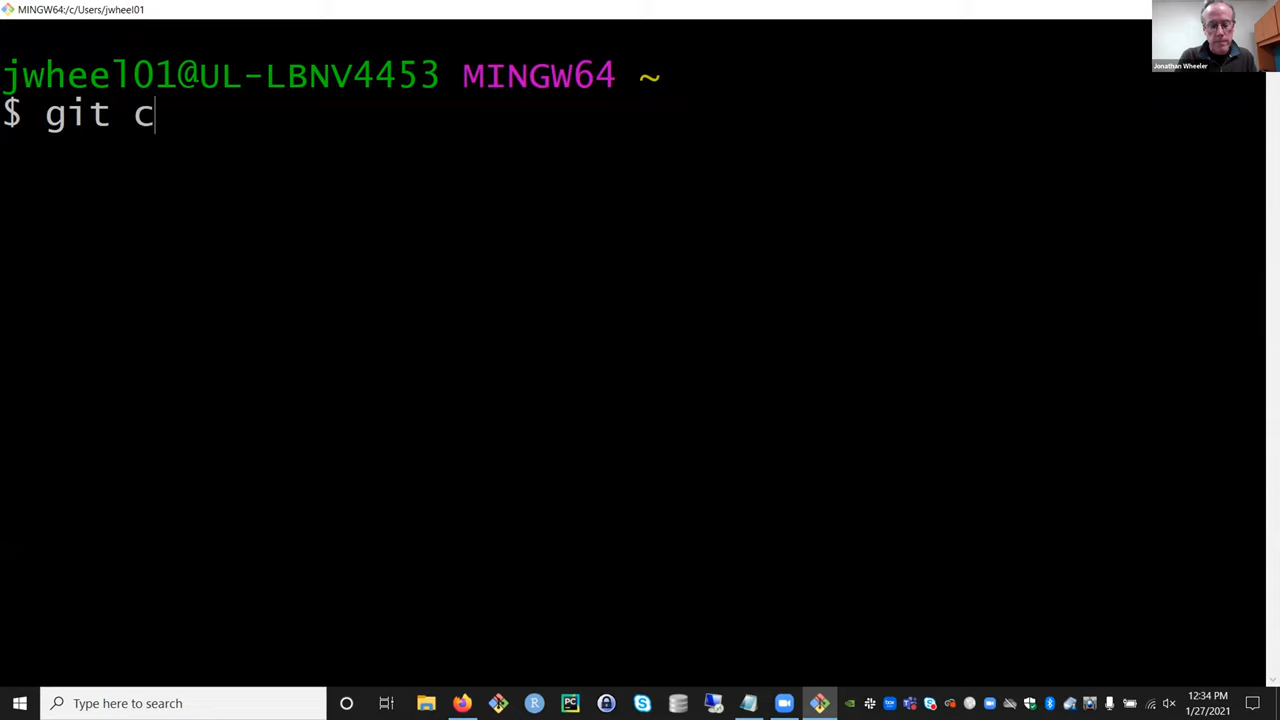 MINGW64:/c/Users/jwheel01
jwheel01@UL-LBNV4453 MINGW64 ~
$ git c
Jonathan Wheeler
Type here to search
12:34 PM
1/27/2021